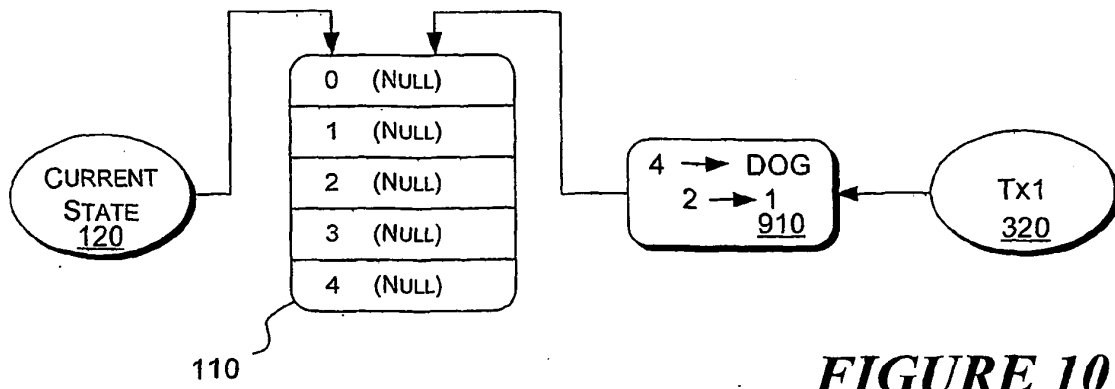 CURRENT
STATE
120
0 (NULL)
1 (NULL)
2 (NULL)
3 (NULL)
4 (NULL)
110
4 → DOG
2 → 1
910
TX1
320
FIGURE 10